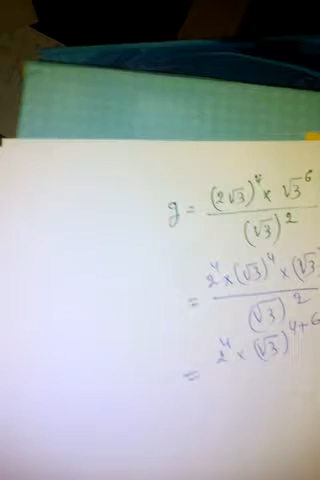 g = (2√3)^4 × √3^6 / (√3)^2
= 2^4 × (√3)^4 × (√3 / (√3)^2
= 2^4 × (√3)^4+6